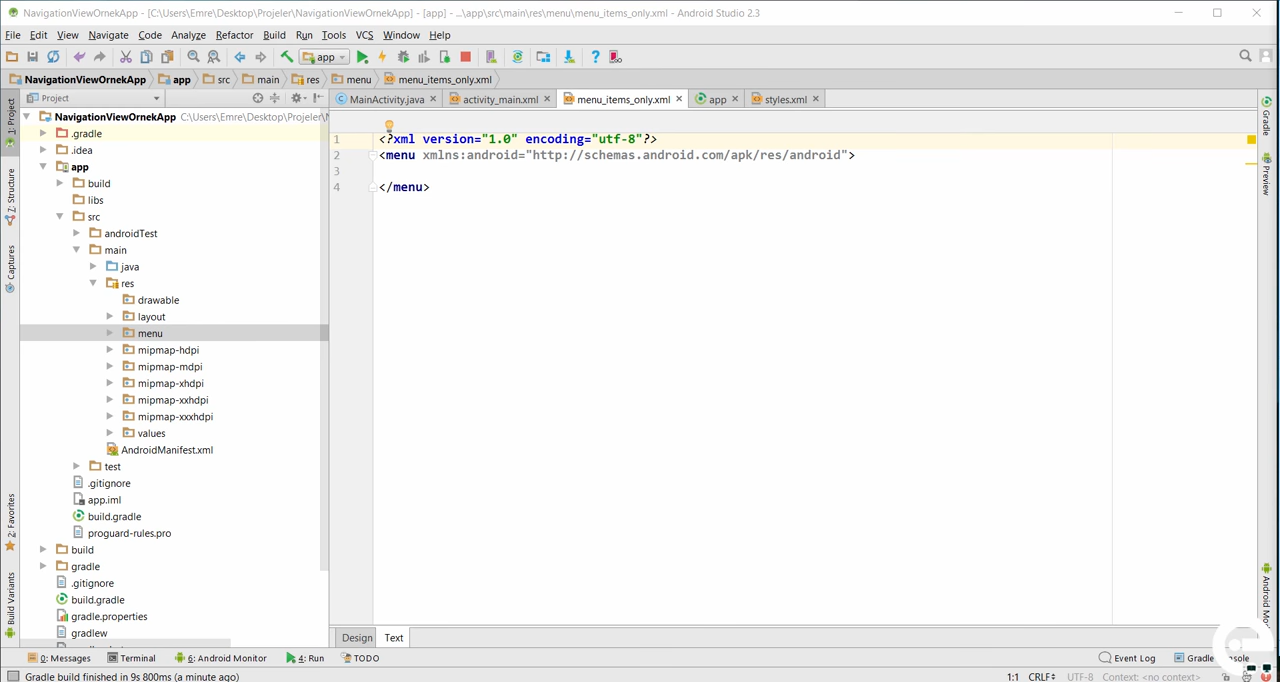 NavigationViewOrnekApp - [C:\Users\Emre\Desktop\Projeler\NavigationViewOrnekApp] - [app] - ...\app\src\main\res\menu\menu_items_only.xml - Android Studio 2.3
File Edit View Navigate Code Analyze Refactor Build Run Tools VCS Window Help
app
NavigationViewOrnekApp app src main res menu menu_items_only.xml
Project
MainActivity.java activity_main.xml menu_items_only.xml app styles.xml
1: Project
7: Structure
Captures
2: Favorites
Build Variants
NavigationViewOrnekApp C:\Users\Emre\Desktop\Projeler\
.gradle
.idea
app
build
libs
src
androidTest
main
java
res
drawable
layout
menu
mipmap-hdpi
mipmap-mdpi
mipmap-xhdpi
mipmap-xxhdpi
mipmap-xxxhdpi
values
AndroidManifest.xml
test
.gitignore
app.iml
build.gradle
proguard-rules.pro
build
gradle
.gitignore
build.gradle
gradle.properties
gradlew
1 <?xml version="1.0" encoding="utf-8"?>
2 <menu xmlns:android="http://schemas.android.com/apk/res/android">
3
4 </menu>
Gradle
Preview
Android
Design Text
0: Messages Terminal 6: Android Monitor 4: Run TODO Event Log Gradle
Gradle build finished in 9s 800ms (a minute ago) 1:1 CRLF UTF-8 Context: <no context>